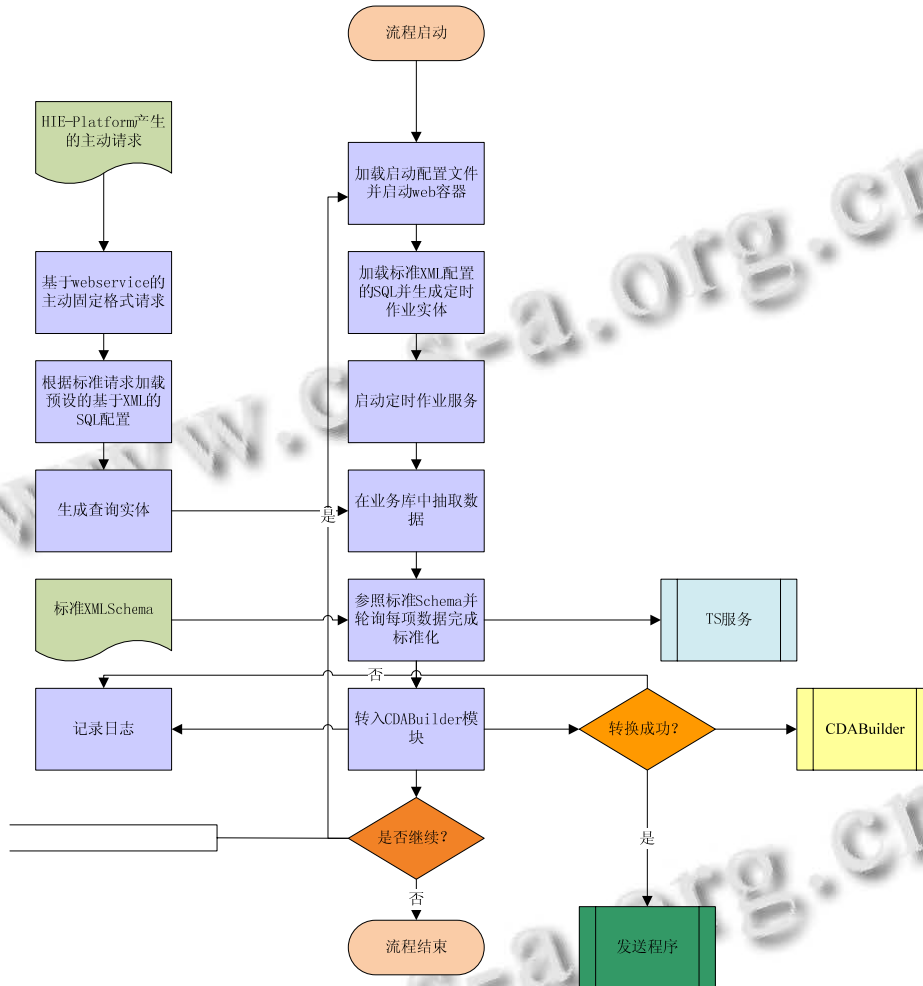 流程启动
HIE-Platform产生
的主动请求
加载启动配置文件
并启动web容器
基于webservice的
主动固定格式请求
加载标准XML配置
的SQL并生成定时
作业实体
根据标准请求加载
预设的基于XML的
SQL配置
启动定时作业服务
生成查询实体
是
在业务库中抽取数
据
标准XMLSchema
参照标准Schema并
轮询每项数据完成
标准化
TS服务
否
记录日志
转入CDABuilder模
块
转换成功?
CDABuilder
是否继续?
是
否
流程结束
发送程序
www.c-s-a.org.cn